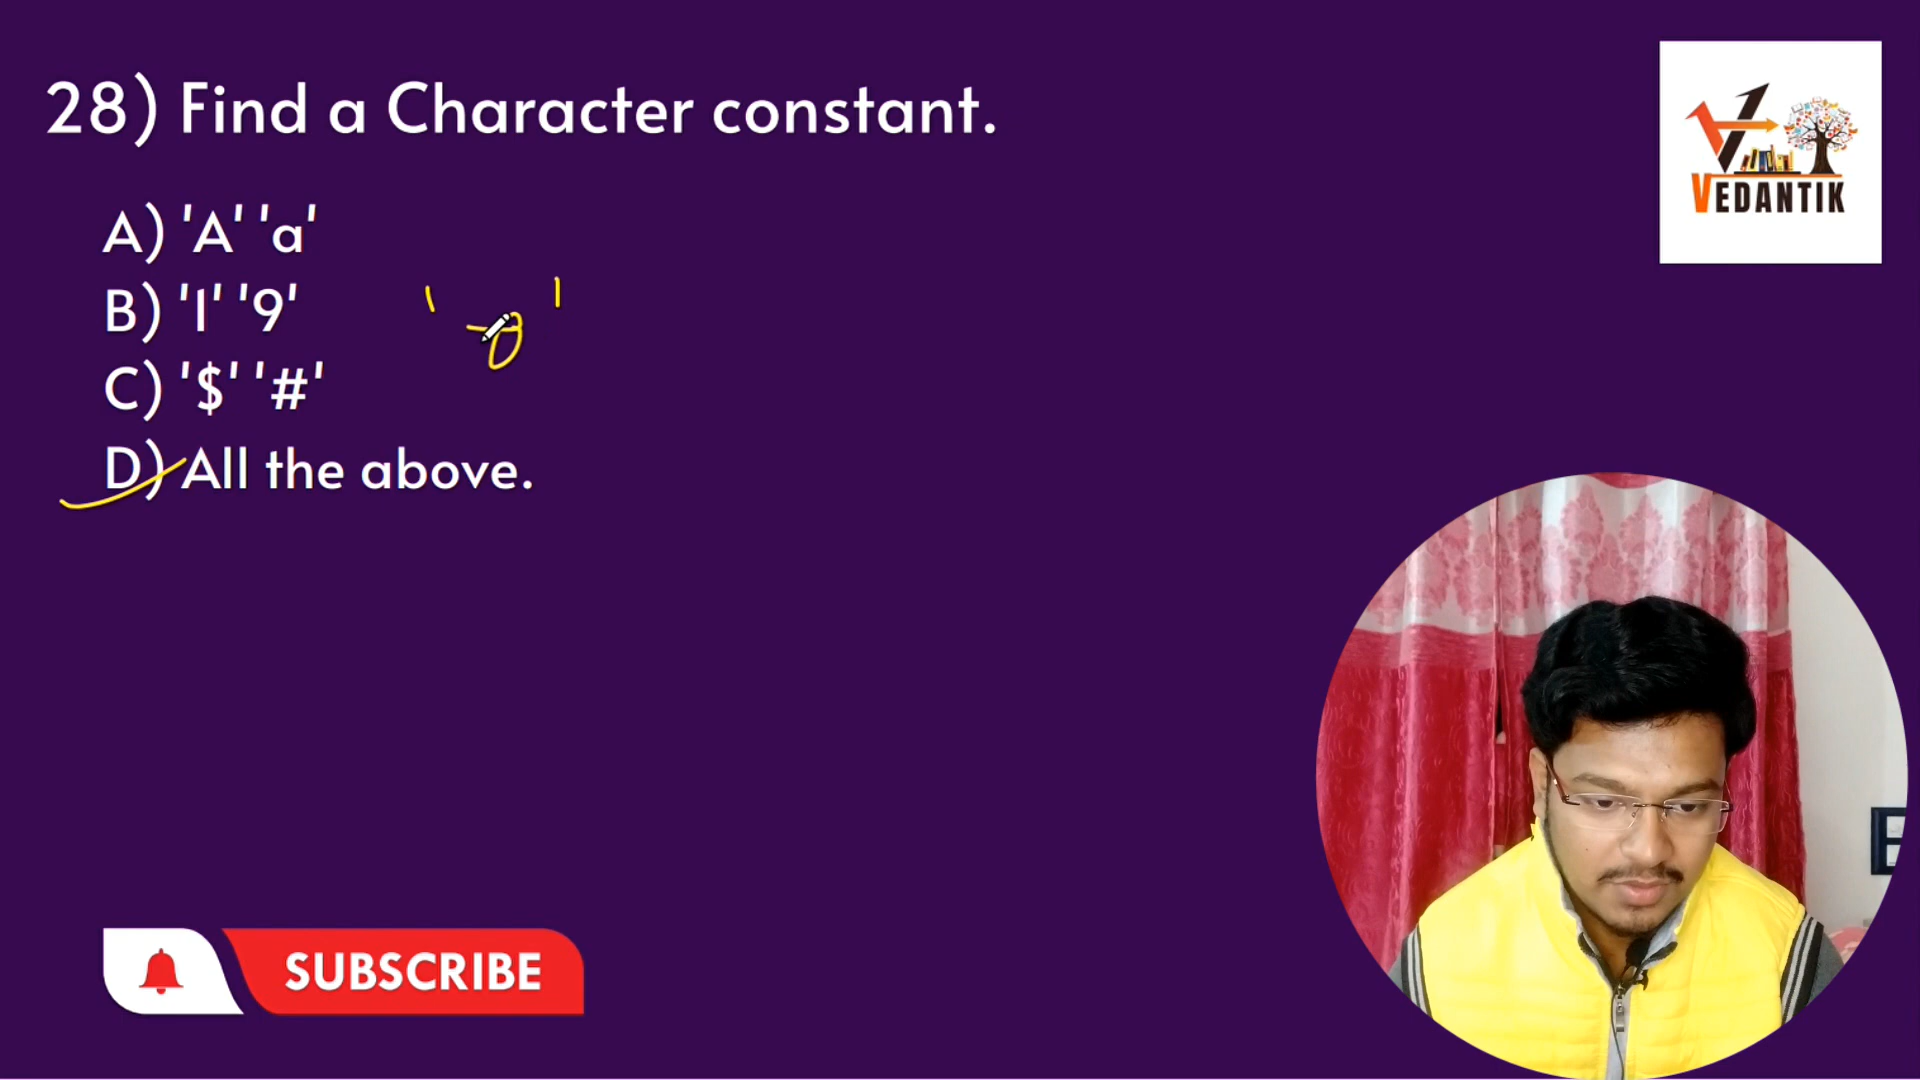 28) Find a Character constant.
A) 'A' 'a'
B) '1' '9'
C) '$' '#'
D) All the above.
VEDANTIK
SUBSCRIBE